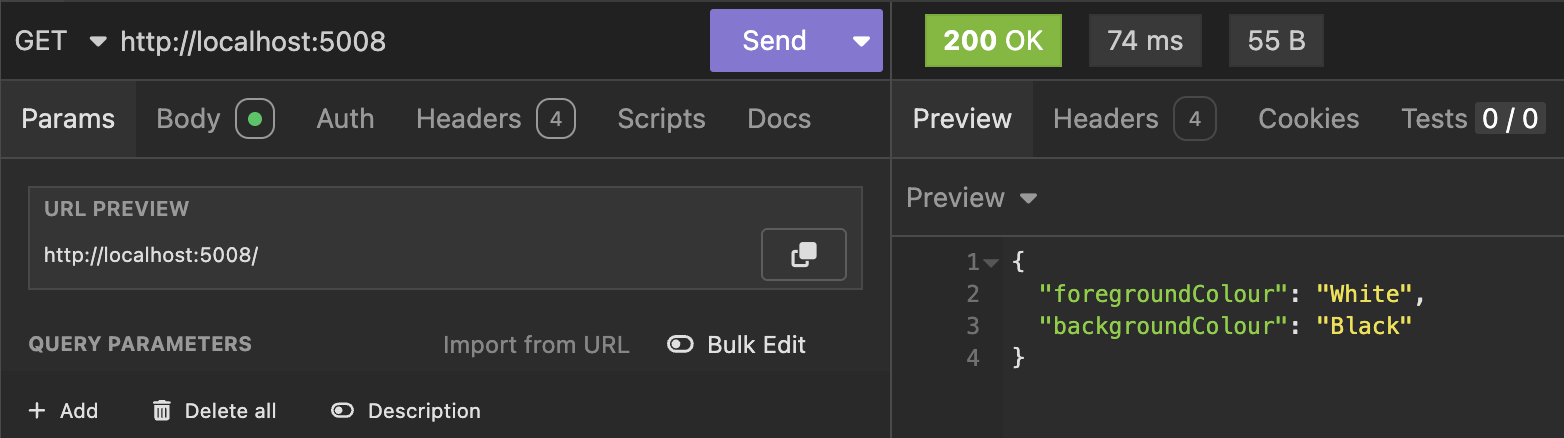 GET http://localhost:5008 Send
Params Body Auth Headers 4 Scripts Docs
URL PREVIEW
http://localhost:5008/
QUERY PARAMETERS Import from URL Bulk Edit
+ Add Delete all Description
200 OK 74 ms 55 B
Preview Headers 4 Cookies Tests 0 / 0
Preview
1 {
2 "foregroundColour": "White",
3 "backgroundColour": "Black"
4 }